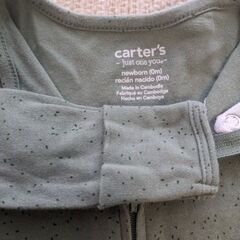 carter's
just one you®
newborn (0m)
recién nacido (0m)
Made in Cambodia
Fabriqué au Cambodge
Hecho en Camboya